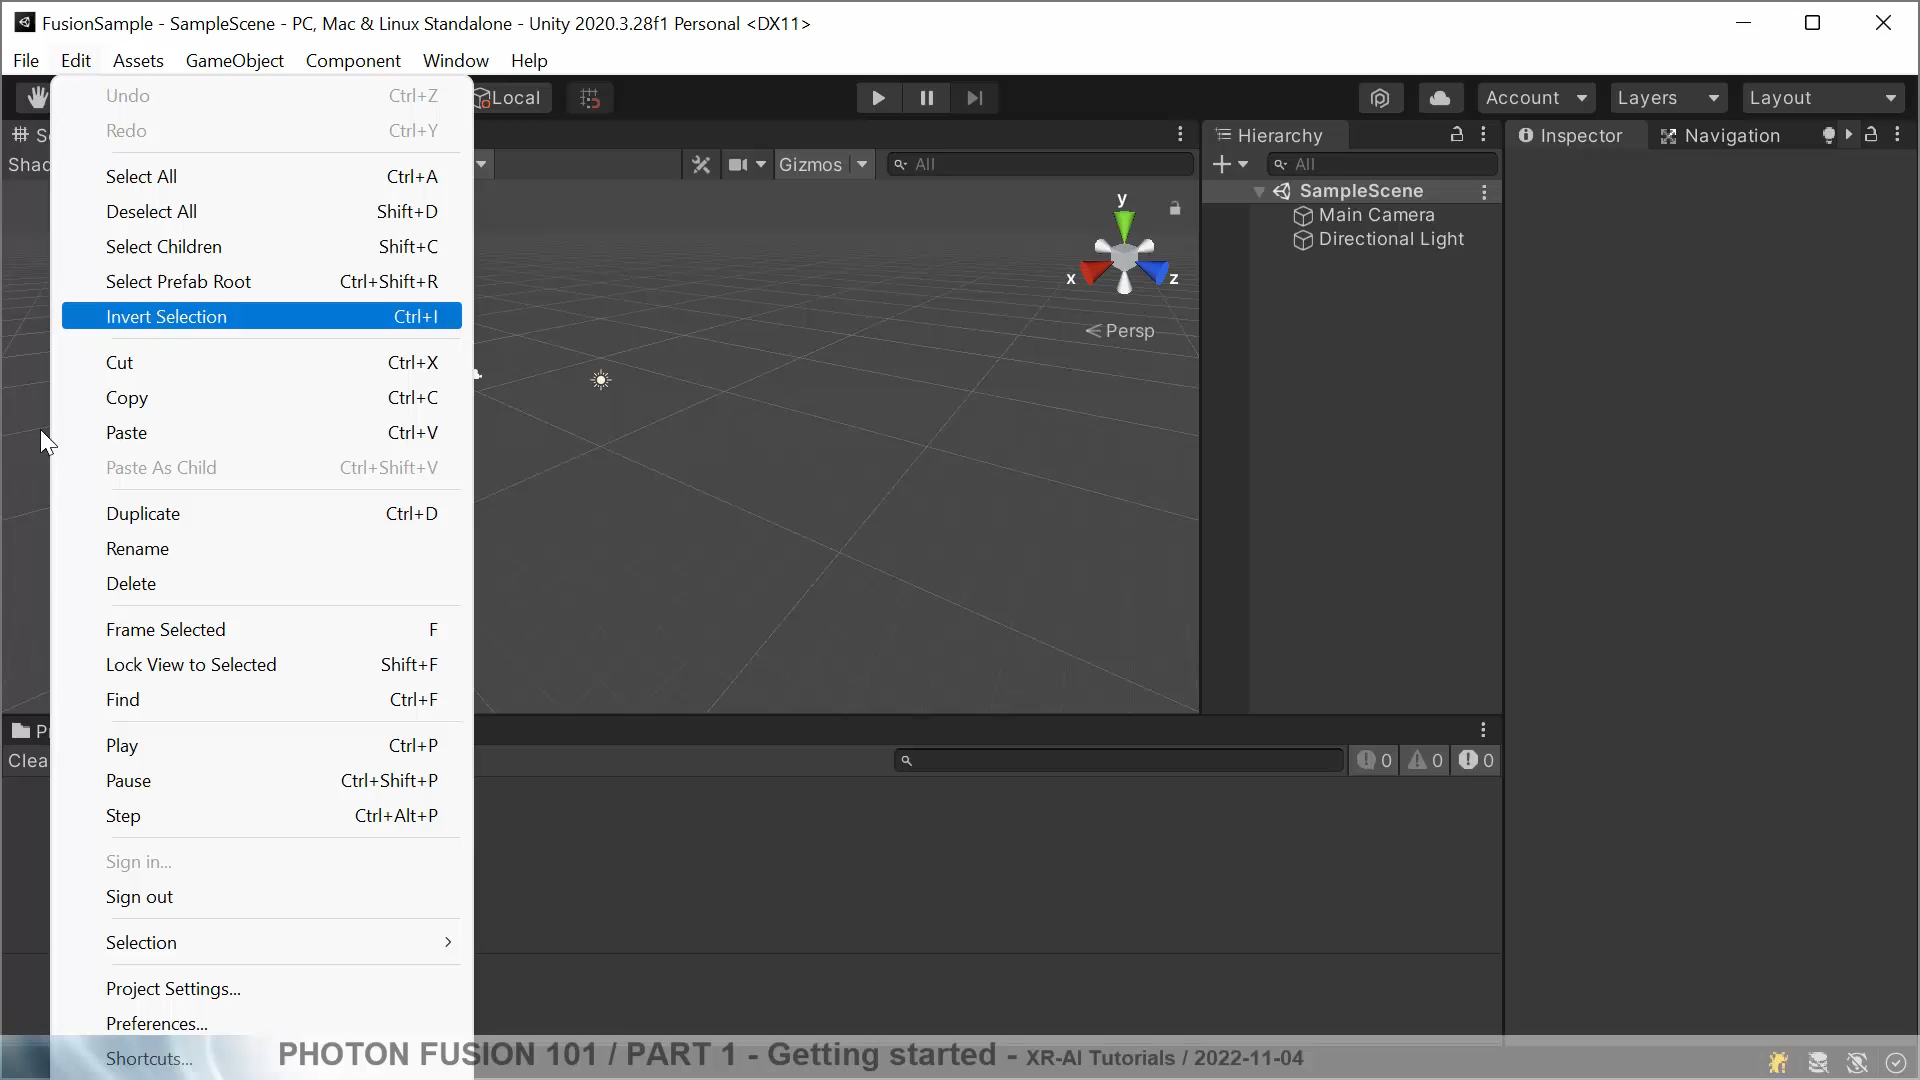 FusionSample - SampleScene - PC, Mac & Linux Standalone - Unity 2020.3.28f1 Personal <DX11>
File Edit Assets GameObject Component Window Help
Local Account Layers Layout
Undo Ctrl+Z
Redo Ctrl+Y
Select All Ctrl+A
Deselect All Shift+D
Select Children Shift+C
Select Prefab Root Ctrl+Shift+R
Invert Selection Ctrl+I
Cut Ctrl+X
Copy Ctrl+C
Paste Ctrl+V
Paste As Child Ctrl+Shift+V
Duplicate Ctrl+D
Rename
Delete
Frame Selected F
Lock View to Selected Shift+F
Find Ctrl+F
Play Ctrl+P
Pause Ctrl+Shift+P
Step Ctrl+Alt+P
Sign in...
Sign out
Selection
Project Settings...
Preferences...
Shortcuts...
Shad
Gizmos All
y
x z
Persp
Hierarchy
All
SampleScene
Main Camera
Directional Light
Inspector Navigation
Clea
0 0 0
PHOTON FUSION 101 / PART 1 - Getting started - XR-AI Tutorials / 2022-11-04